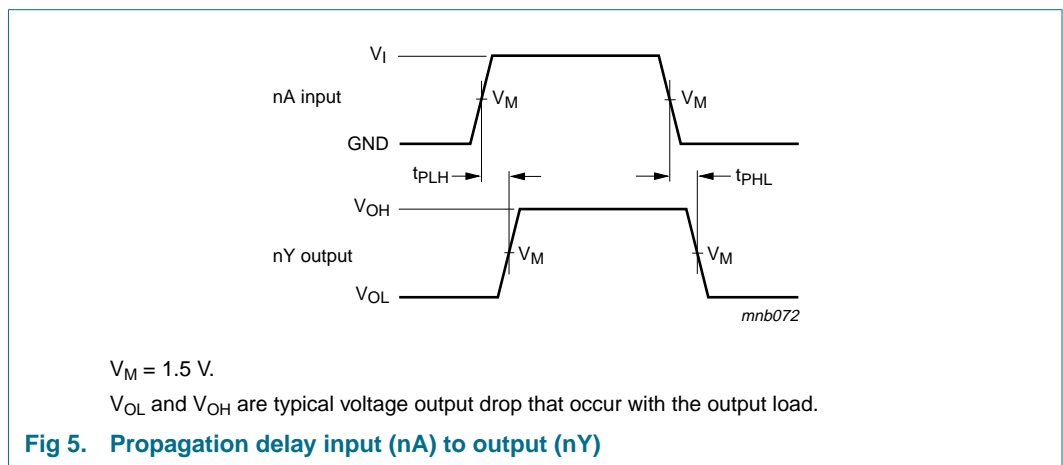 VI
nA input
VM
VM
GND
tPLH
tPHL
VOH
nY output
VM
VM
VOL
mnb072
VM = 1.5 V.
VOL and VOH are typical voltage output drop that occur with the output load.
Fig 5. Propagation delay input (nA) to output (nY)